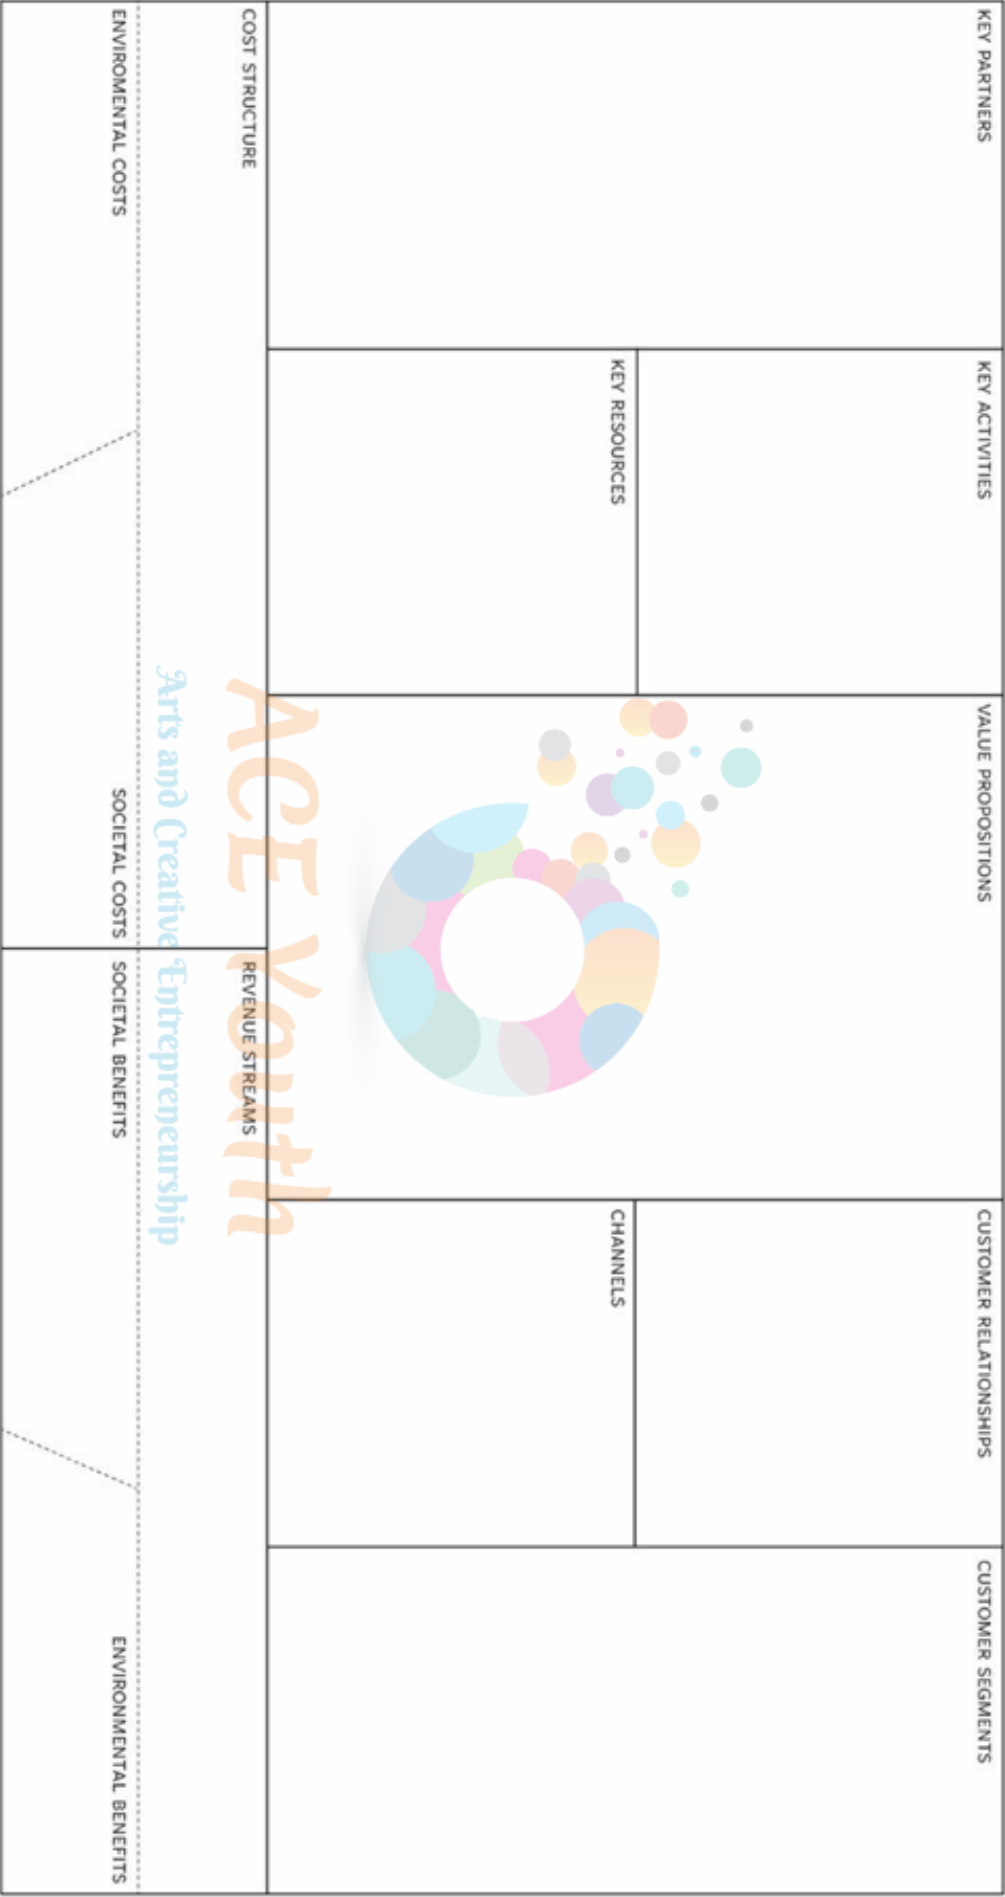 KEY PARTNERS
KEY ACTIVITIES
KEY RESOURCES
VALUE PROPOSITIONS
CUSTOMER RELATIONSHIPS
CHANNELS
CUSTOMER SEGMENTS
ACE Youth
Arts and Creative Entrepreneurship
COST STRUCTURE
REVENUE STREAMS
ENVIROMENTAL COSTS
SOCIETAL COSTS
SOCIETAL BENEFITS
ENVIRONMENTAL BENEFITS